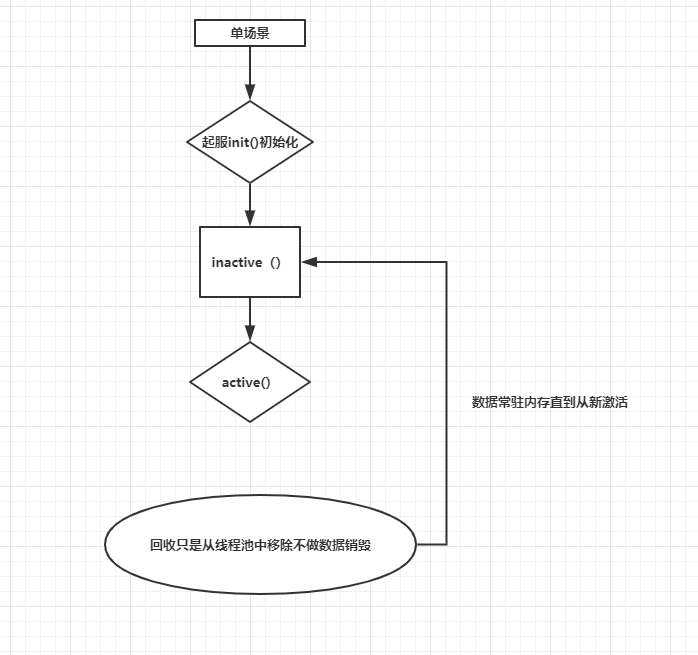 单场景
起服init()初始化
inactive（）
active()
数据常驻内存直到从新激活
回收只是从线程池中移除不做数据销毁